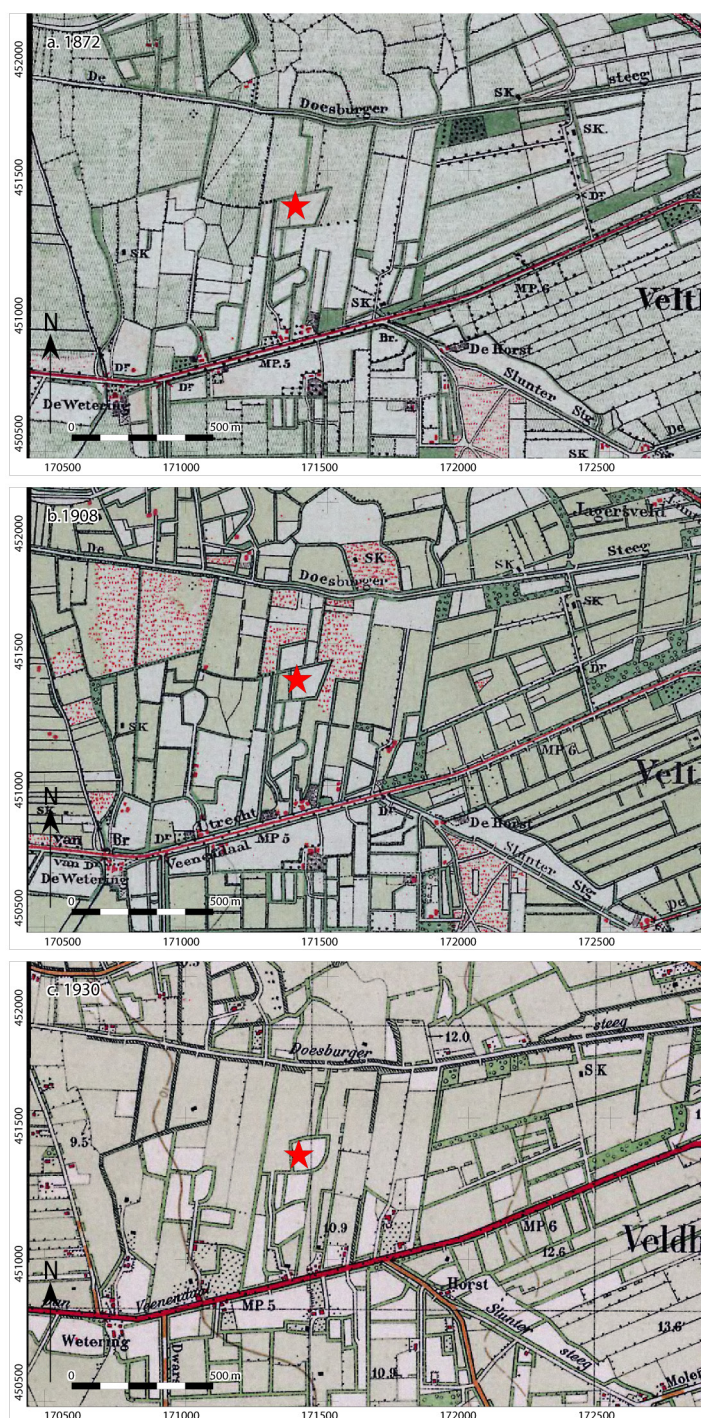 a. 1872
452000
De
Doesburger
steeg
SK
SK.
451500
Dr
SK
451000
SK
MP. 6
Velt
N
Br.
De Horst
Dr
MP. 5
Dr
Slunter
Str
De Wetering
De
450500
0 500 m
SK
170500 171000 171500 172000 172500
b.1908
452000
Jagersveld
De
SK
Steeg
Doesburger
SK
SK
451500
Dr
SK
451000
MP 6
Velt
N
SK
Utrecht
Dr
van
Br
Dr
MP 5
De Horst
van Dr
Veenendaal
Slunter
De Wetering
Stg
De
450500
0 500 m
170500 171000 171500 172000 172500
c. 1930
452000
Doesburger
12.0
steeg
SK
451500
9.5
10.9
MP 6
451000
12.6
Veldh
N
Horst
Veenendaal
MP 5
Slunter
Wetering
steeg
13.6
Dwars
10.9
Molen
450500
0 500 m
170500 171000 171500 172000 172500